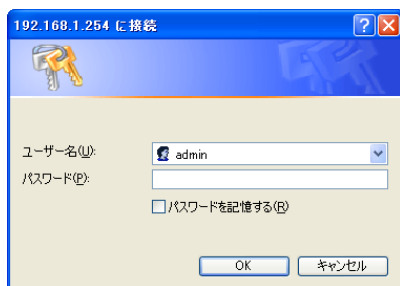 192.168.1.254 に接続
ユーザー名(U):
admin
パスワード(P):
パスワードを記憶する(R)
OK
キャンセル